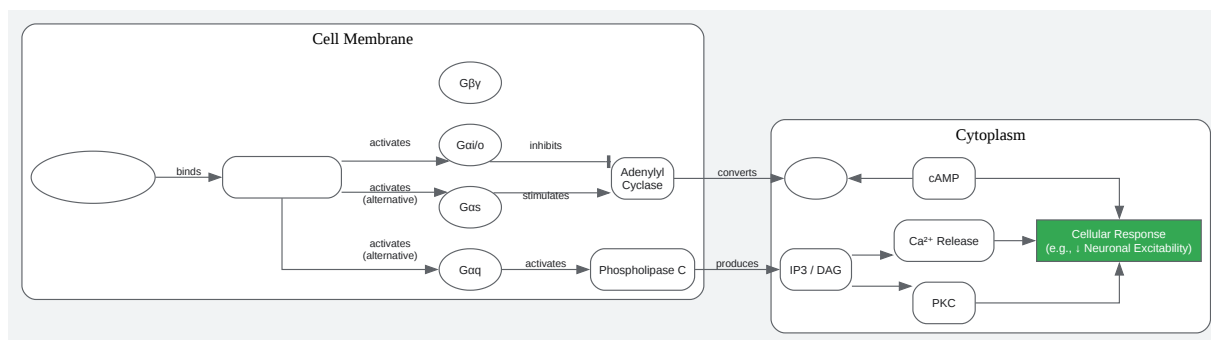 Cell Membrane
Gβγ
Gαi/o
activates
inhibits
binds
Adenylyl
Cyclase
activates
(alternative)
Gαs
stimulates
activates
(alternative)
Gαq
activates
Phospholipase C
converts
produces
Cytoplasm
cAMP
Cellular Response
(e.g., ↓ Neuronal Excitability)
Ca²⁺ Release
IP3 / DAG
PKC